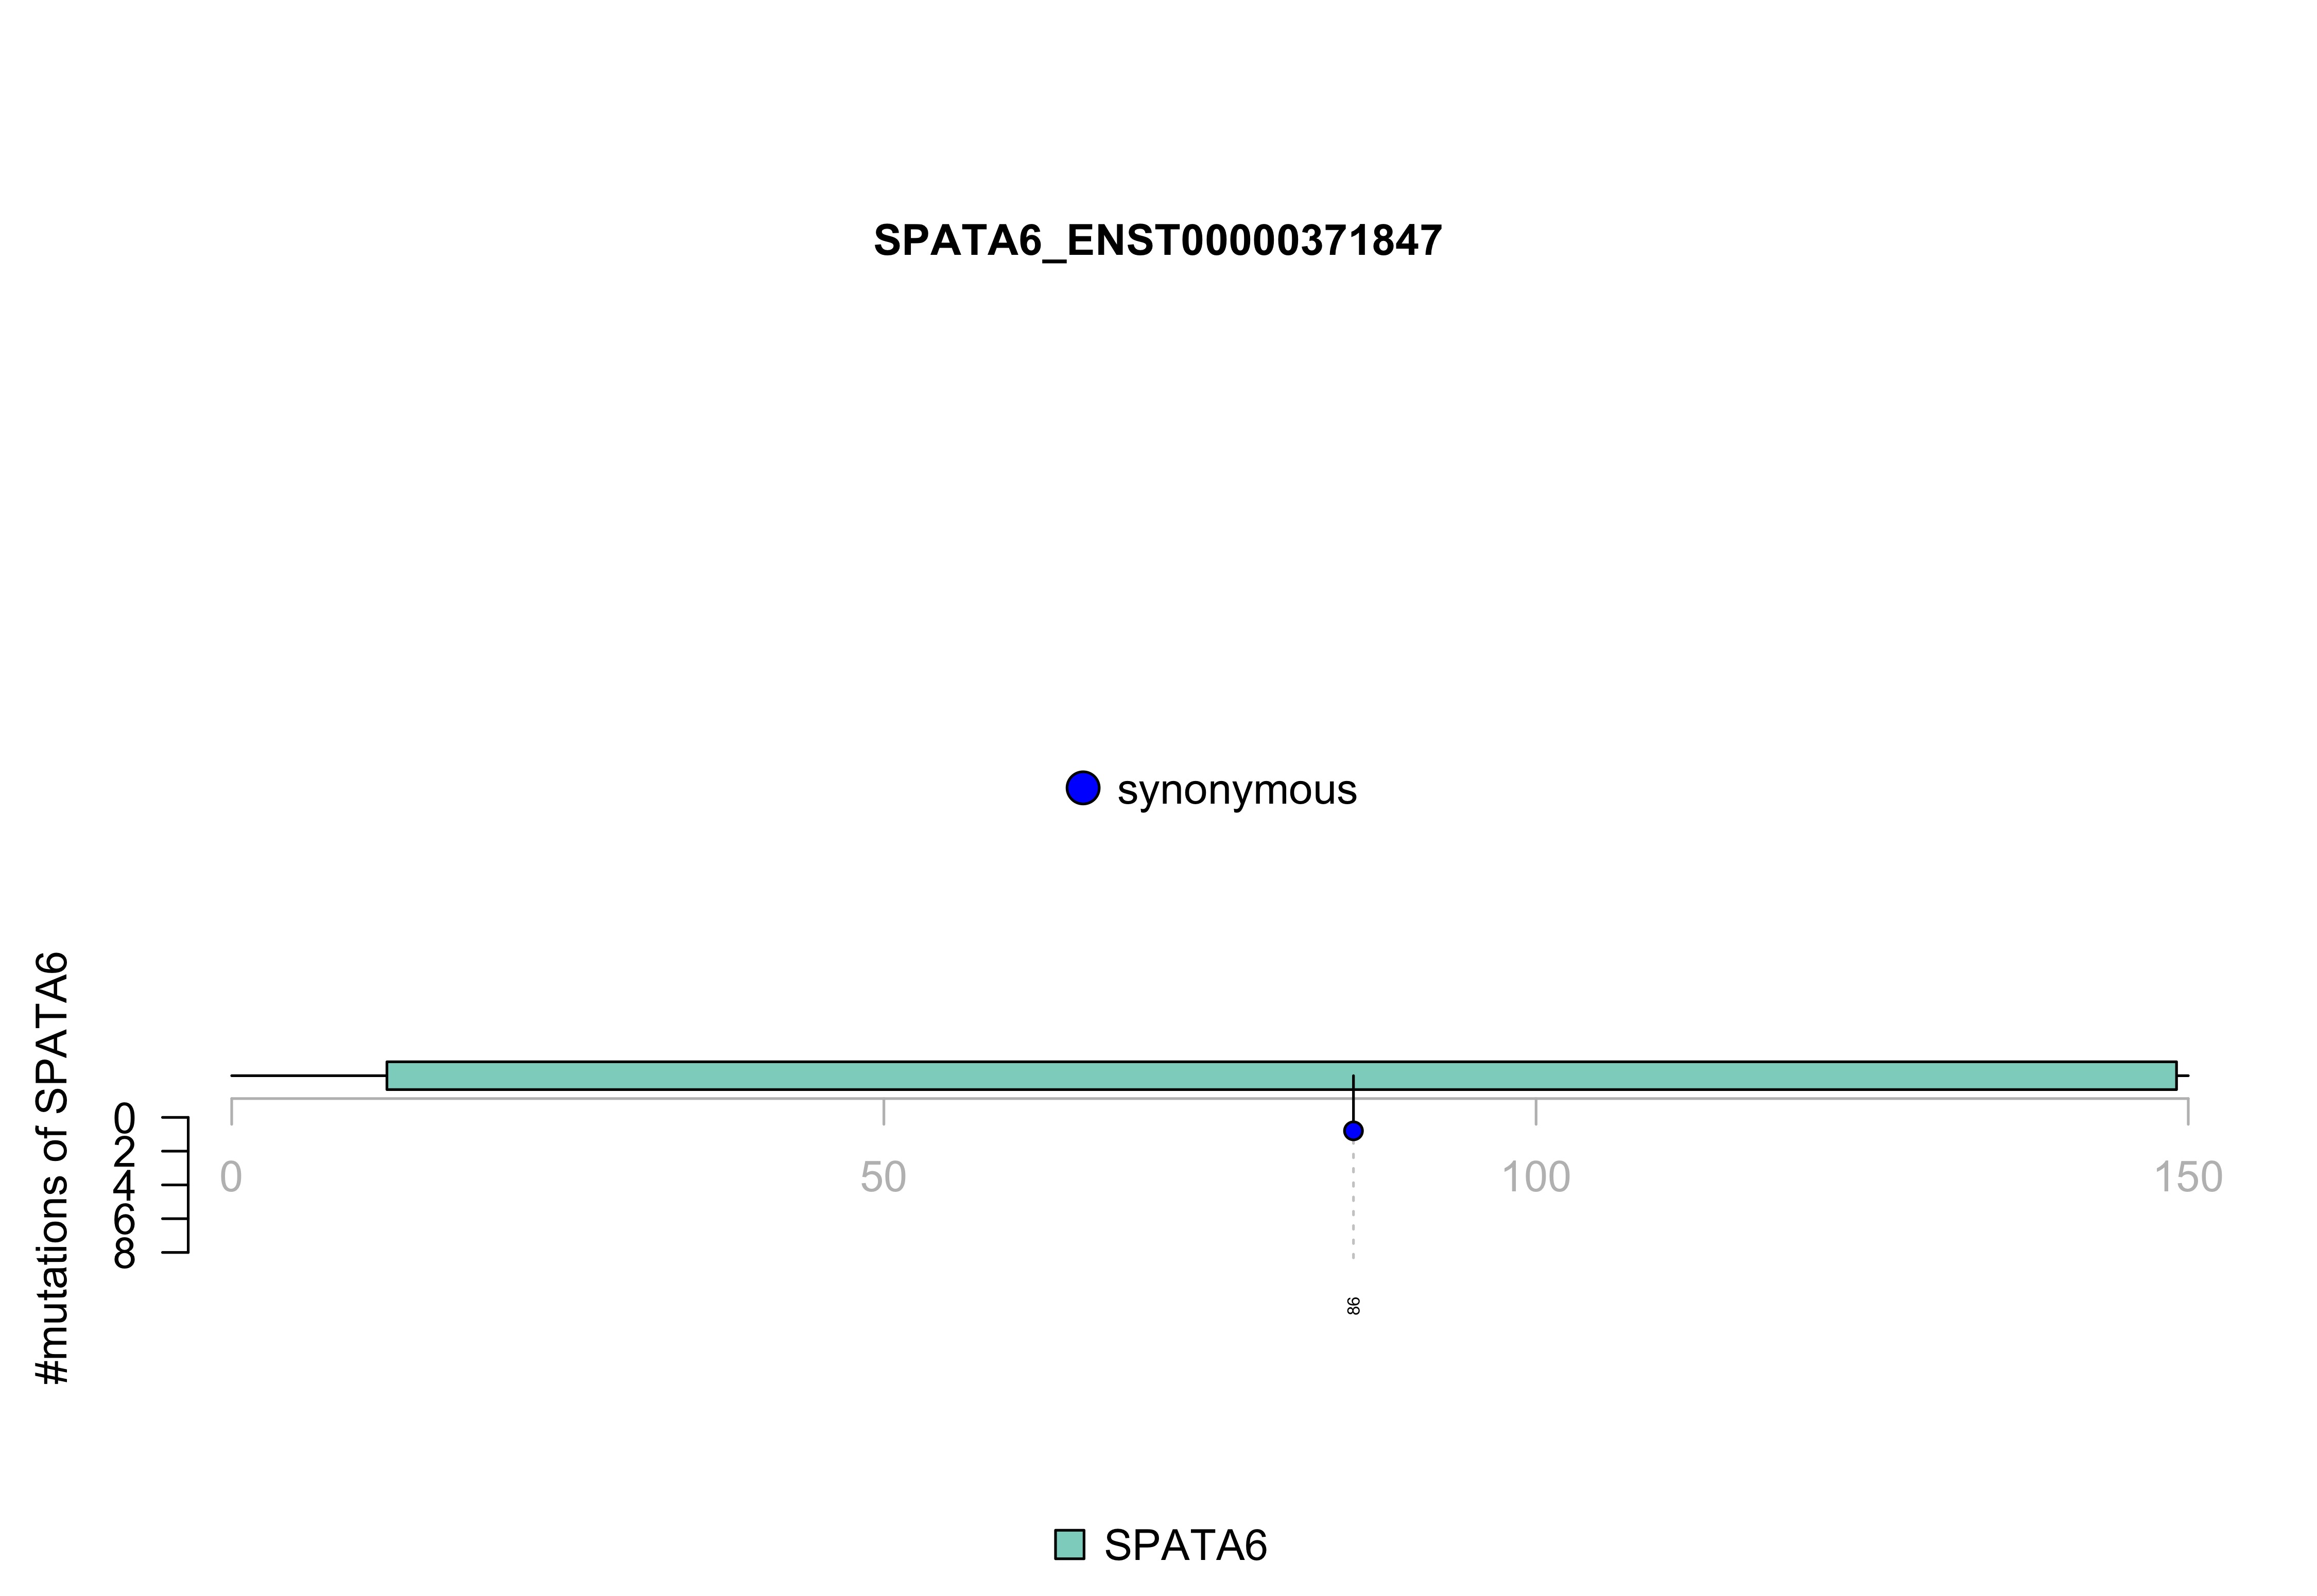 SPATA6_ENST00000371847
synonymous
#mutations of SPATA6
0
2
4
6
8
0 50 100 150
86
SPATA6